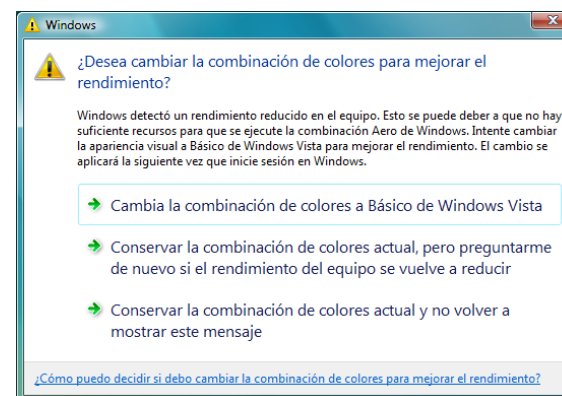 Windows
¿Desea cambiar la combinación de colores para mejorar el
rendimiento?
Windows detectó un rendimiento reducido en el equipo. Esto se puede deber a que no hay
suficiente recursos para que se ejecute la combinación Aero de Windows. Intente cambiar
la apariencia visual a Básico de Windows Vista para mejorar el rendimiento. El cambio se
aplicará la siguiente vez que inicie sesión en Windows.
Cambia la combinación de colores a Básico de Windows Vista
Conservar la combinación de colores actual, pero preguntarme
de nuevo si el rendimiento del equipo se vuelve a reducir
Conservar la combinación de colores actual y no volver a
mostrar este mensaje
¿Cómo puedo decidir si debo cambiar la combinación de colores para mejorar el rendimiento?